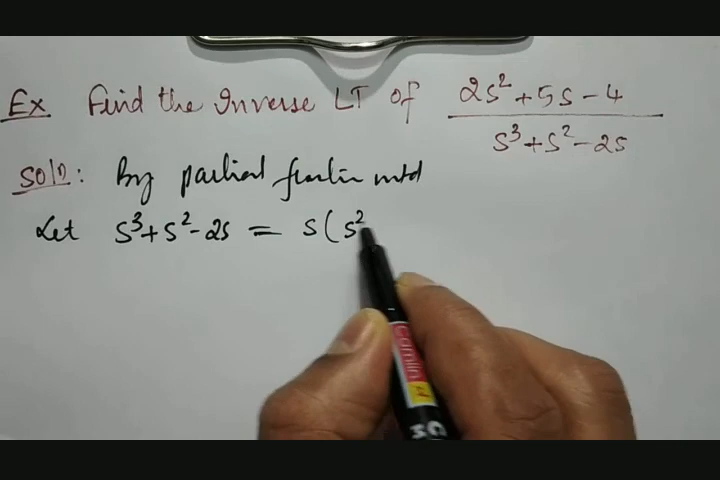 Ex Find the Inverse LT of 2s² + 5s - 4 / s³ + s² - 2s
Soln: By partial fraction mtd
Let s³ + s² - 2s = s(s²
Camlin